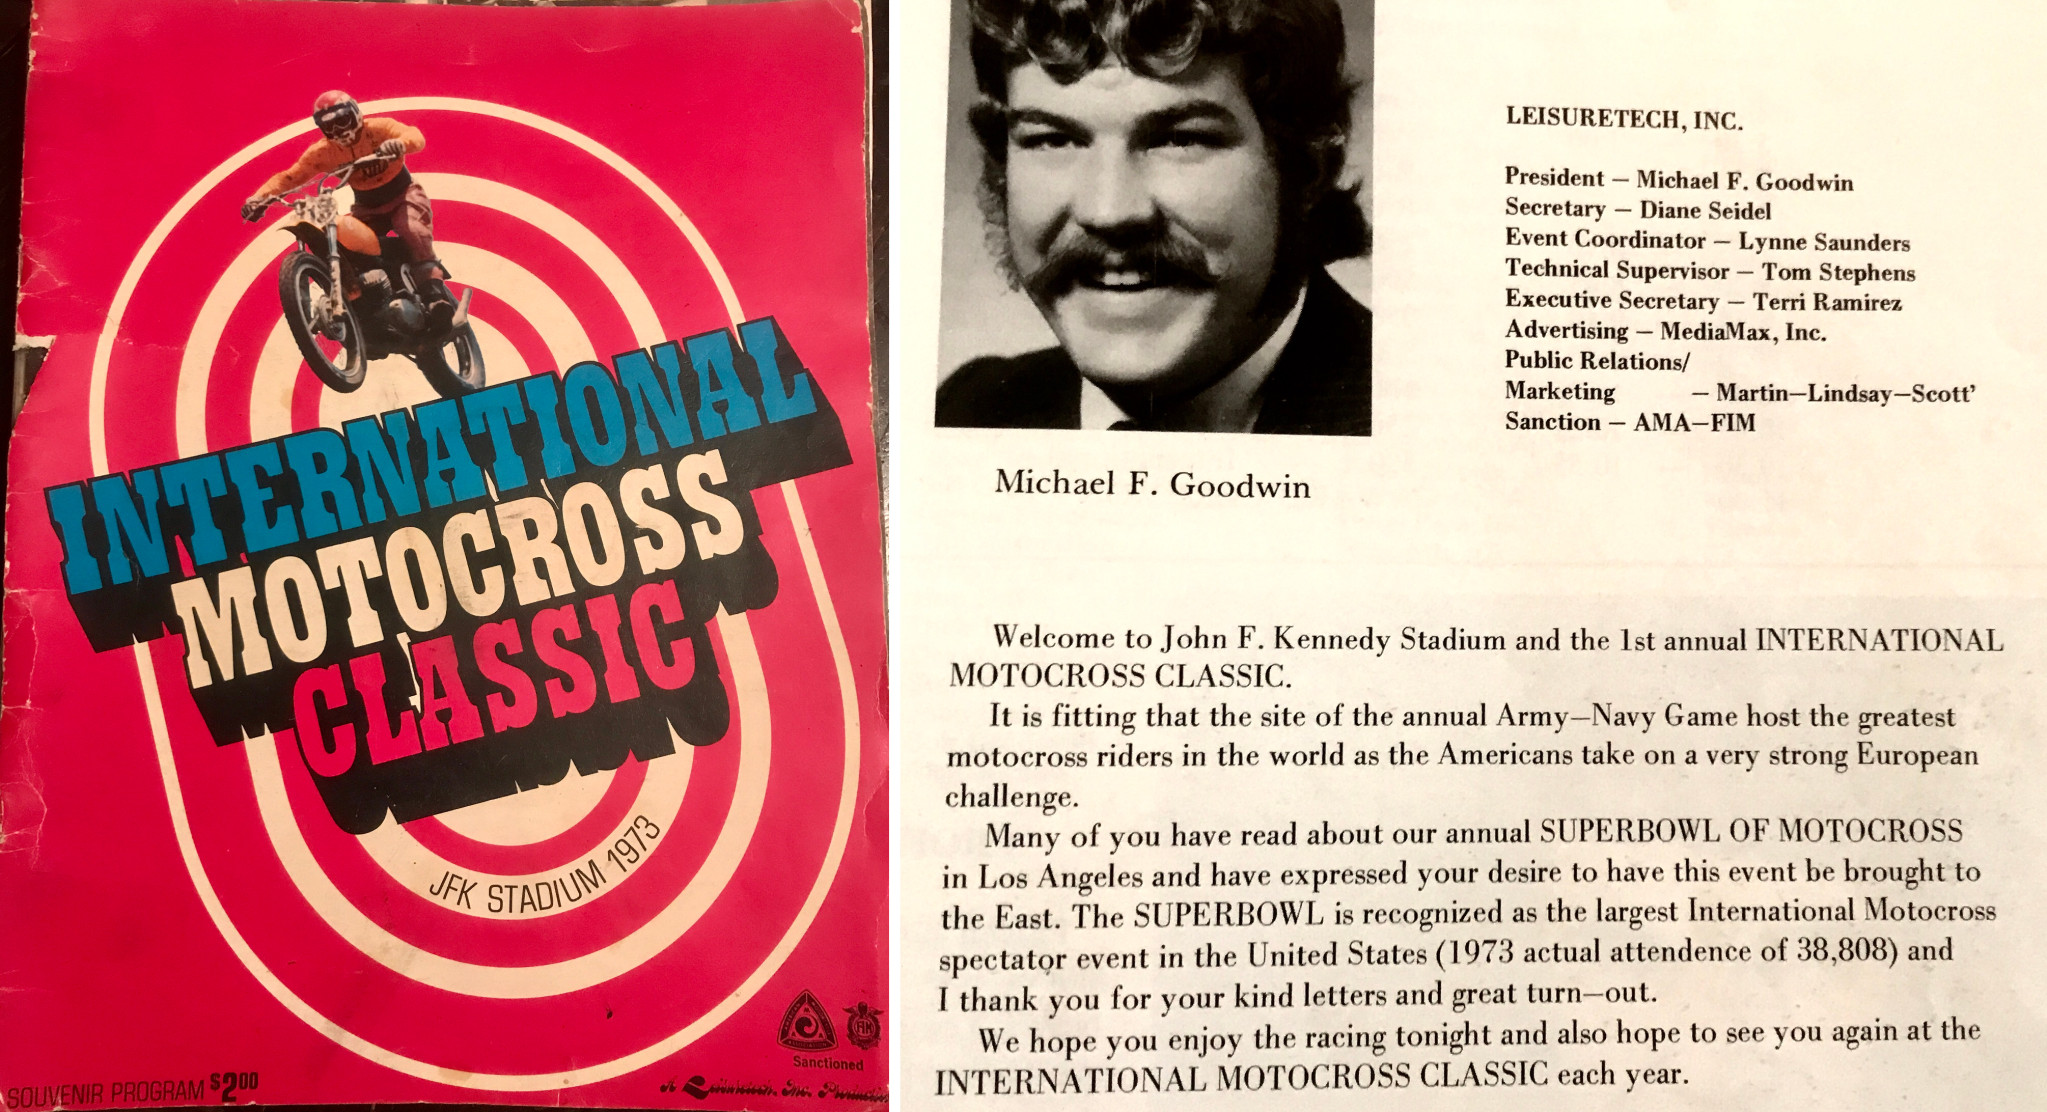 INTERNATIONAL
MOTOCROSS
CLASSIC
JFK STADIUM 1973
Sanctioned
SOUVENIR PROGRAM $2.00
A Leisuretech, Inc. Production
LEISURETECH, INC.
President — Michael F. Goodwin
Secretary — Diane Seidel
Event Coordinator — Lynne Saunders
Technical Supervisor — Tom Stephens
Executive Secretary — Terri Ramirez
Advertising — MediaMax, Inc.
Public Relations/
Marketing — Martin—Lindsay—Scott'
Sanction — AMA—FIM
Michael F. Goodwin
Welcome to John F. Kennedy Stadium and the 1st annual INTERNATIONAL
MOTOCROSS CLASSIC.
It is fitting that the site of the annual Army—Navy Game host the greatest
motocross riders in the world as the Americans take on a very strong European
challenge.
Many of you have read about our annual SUPERBOWL OF MOTOCROSS
in Los Angeles and have expressed your desire to have this event be brought to
the East. The SUPERBOWL is recognized as the largest International Motocross
spectator event in the United States (1973 actual attendence of 38,808) and
I thank you for your kind letters and great turn—out.
We hope you enjoy the racing tonight and also hope to see you again at the
INTERNATIONAL MOTOCROSS CLASSIC each year.